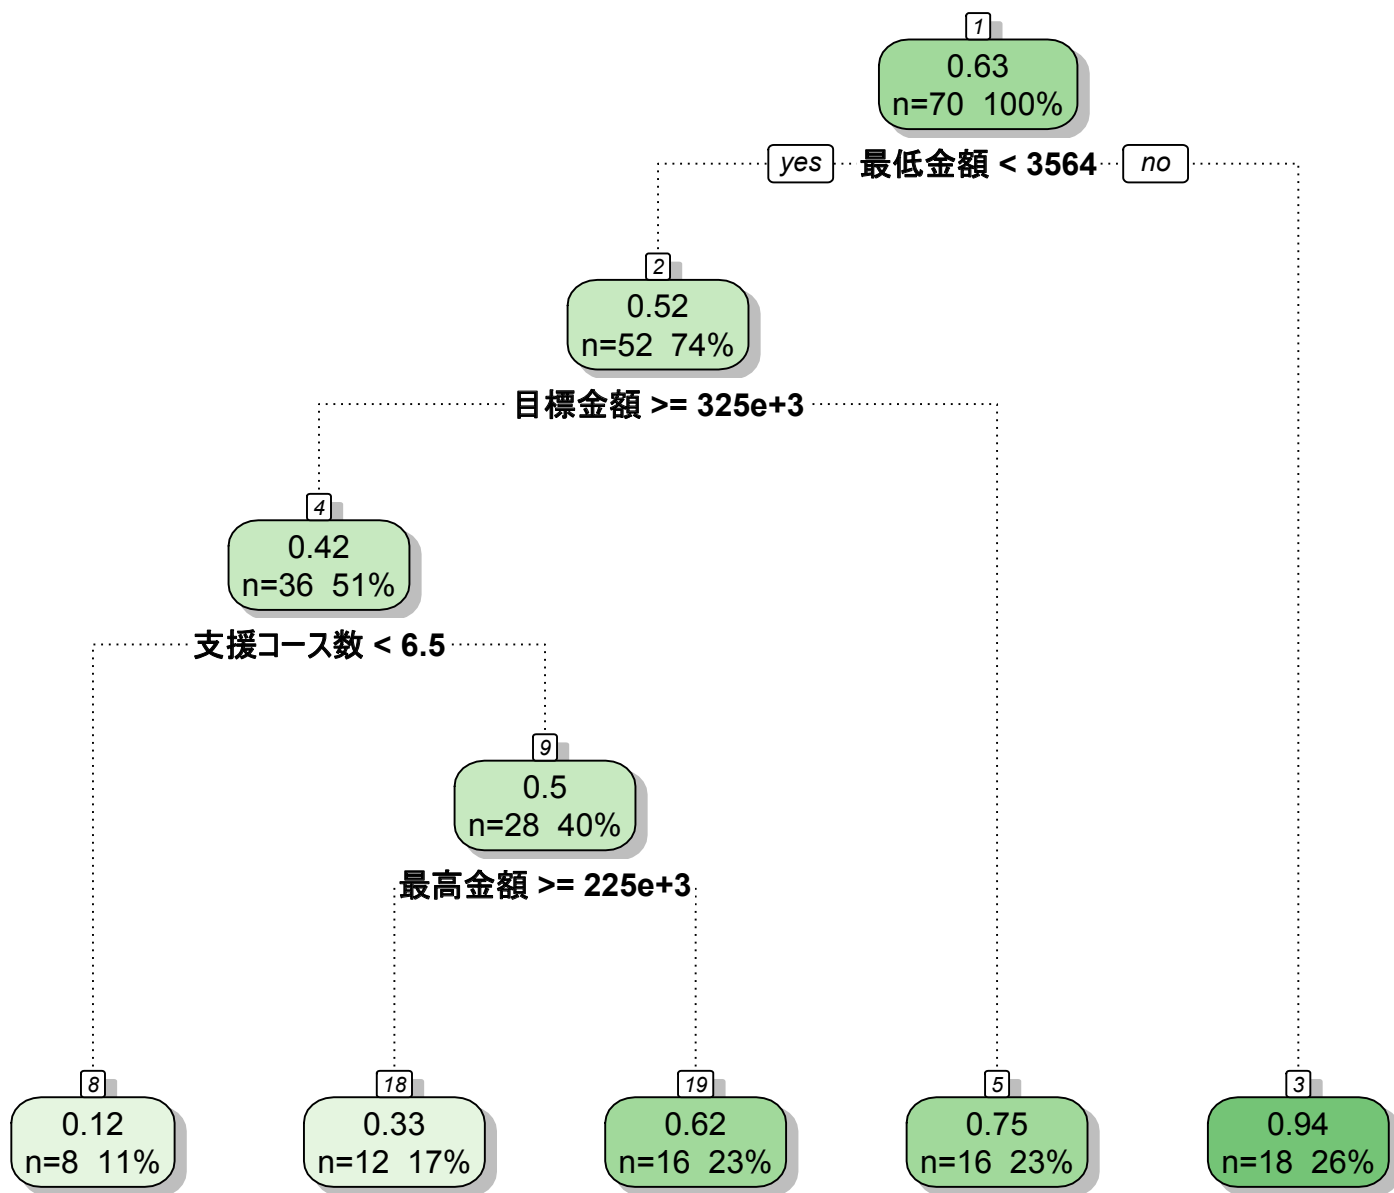 1
0.63
n=70 100%
yes 最低金額 < 3564 no
2
0.52
n=52 74%
目標金額 >= 325e+3
4
0.42
n=36 51%
支援コース数 < 6.5
9
0.5
n=28 40%
最高金額 >= 225e+3
8
0.12
n=8 11%
18
0.33
n=12 17%
19
0.62
n=16 23%
5
0.75
n=16 23%
3
0.94
n=18 26%